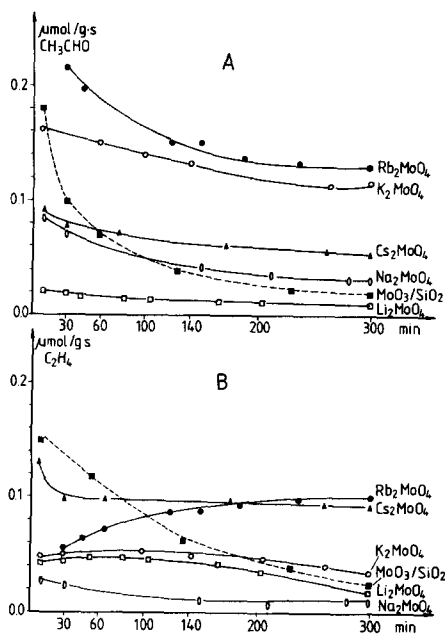 μmol/g·s
CH₃CHO
A
0.2
0.1
0.0
Rb₂MoO₄
K₂MoO₄
Cs₂MoO₄
Na₂MoO₄
MoO₃/SiO₂
Li₂MoO₄
30 60 100 140 200 300 min
μmol/g·s
C₂H₄
B
0.2
0.1
0.0
Rb₂MoO₄
Cs₂MoO₄
K₂MoO₄
MoO₃/SiO₂
Li₂MoO₄
Na₂MoO₄
30 60 100 140 200 300 min